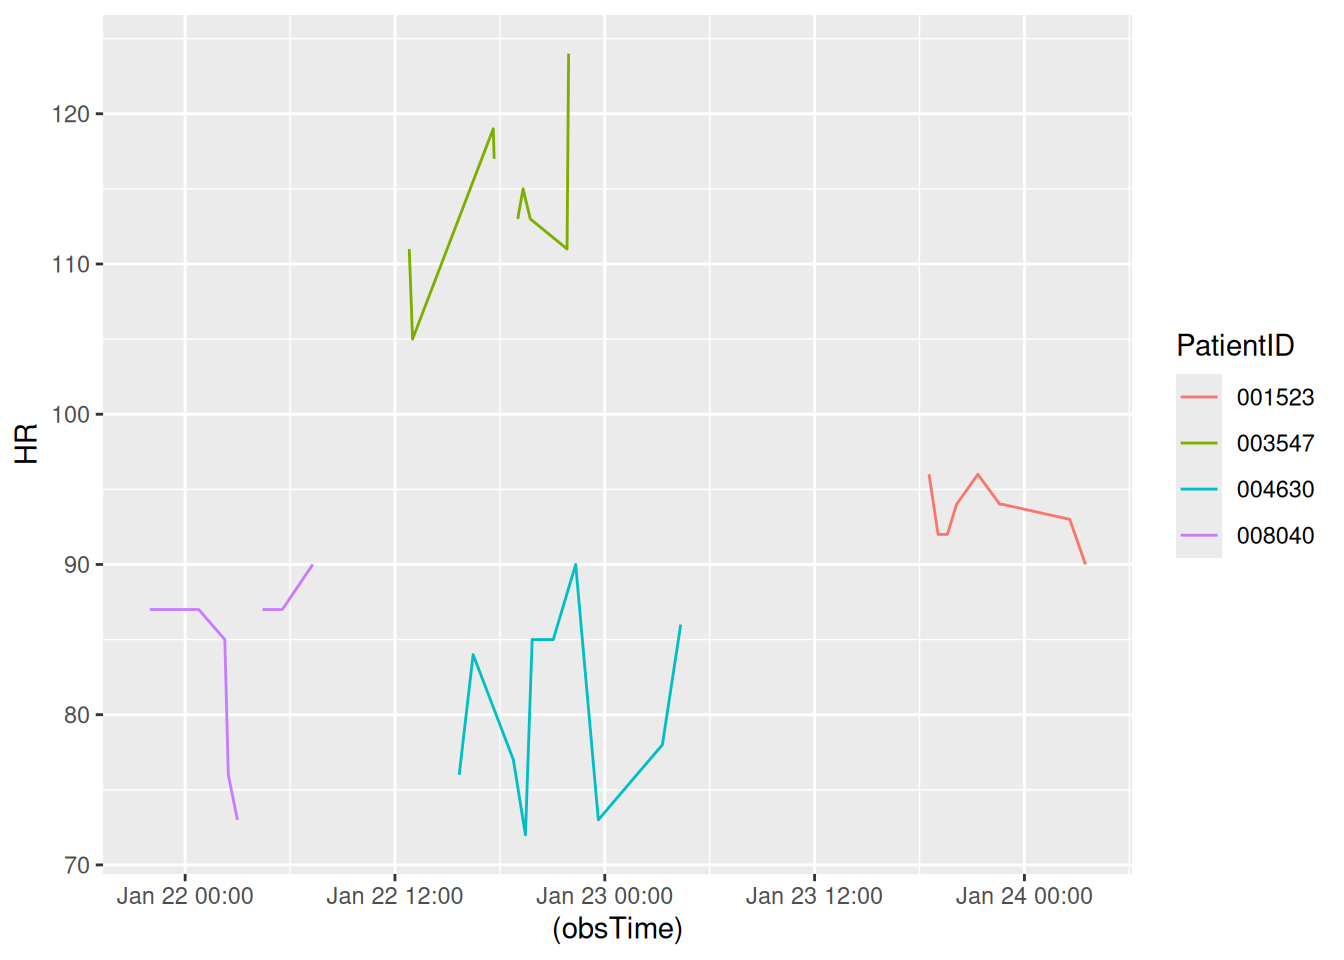 120
110
100
90
80
70
HR
Jan 22 00:00
Jan 22 12:00
Jan 23 00:00
Jan 23 12:00
Jan 24 00:00
(obsTime)
PatientID
001523
003547
004630
008040